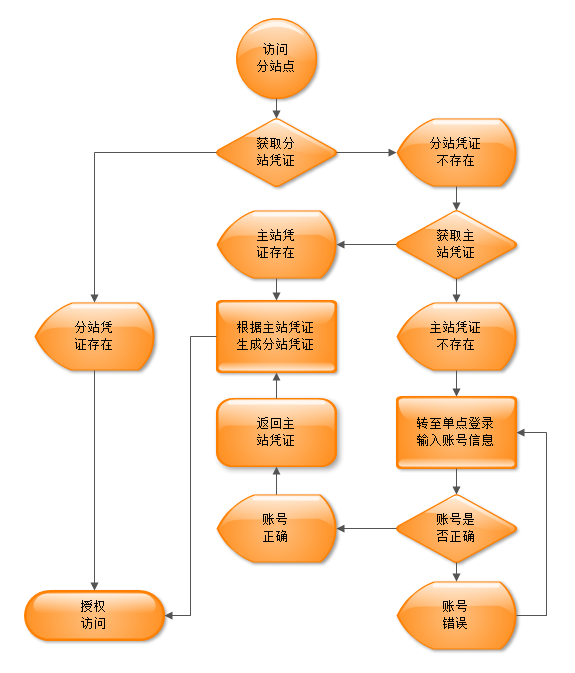 访问
分站点
获取分
站凭证
分站凭证
不存在
主站凭
证存在
获取主
站凭证
分站凭
证存在
根据主站凭证
生成分站凭证
主站凭证
不存在
返回主
站凭证
转至单点登录
输入账号信息
账号
正确
账号是
否正确
授权
访问
账号
错误